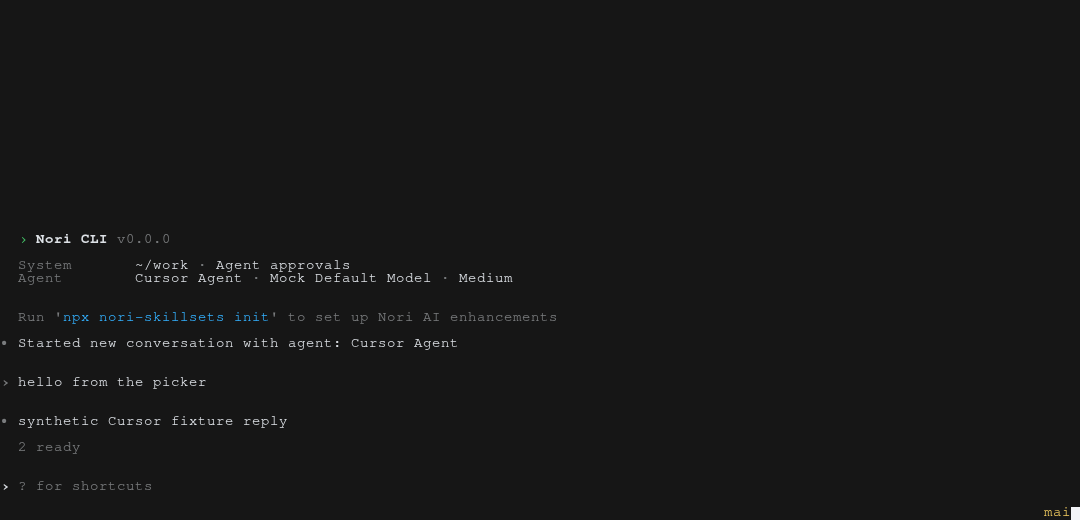 › Nori CLI v0.0.0
System ~/work · Agent approvals
Agent Cursor Agent · Mock Default Model · Medium
Run 'npx nori-skillsets init' to set up Nori AI enhancements
• Started new conversation with agent: Cursor Agent
› hello from the picker
• synthetic Cursor fixture reply
2 ready
› ? for shortcuts
mai